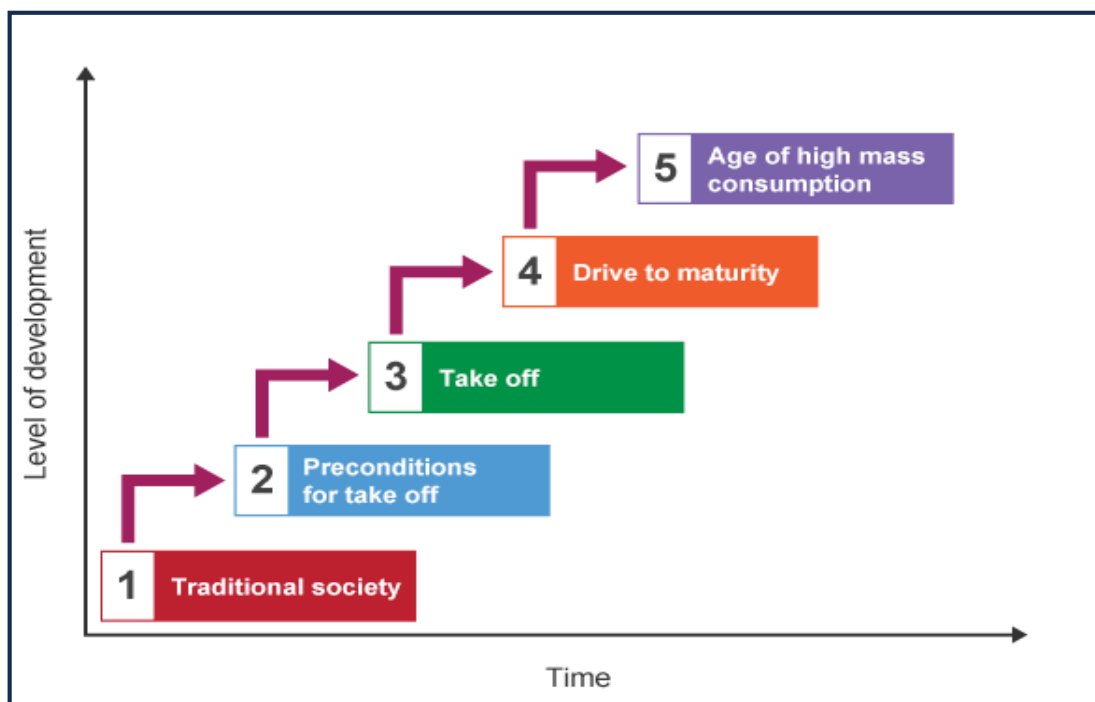 5
Age of high mass
consumption
4
Drive to maturity
3
Take off
2
Preconditions
for take off
1
Traditional society
Level of development
Time